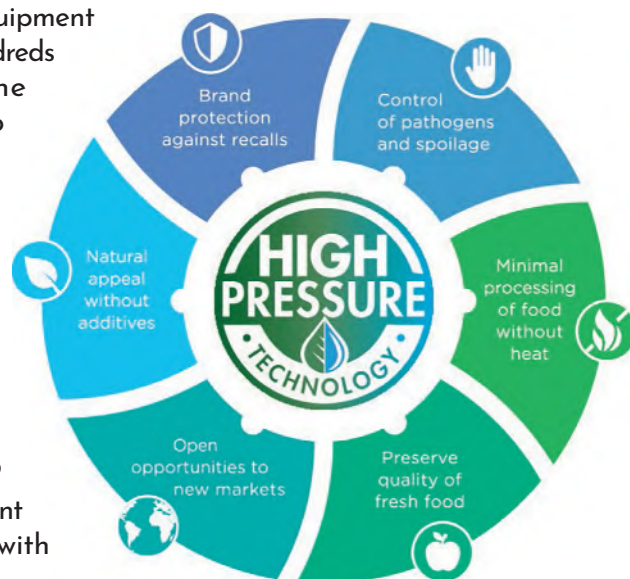 uipment
dreds
ne
o
Brand
protection
against recalls
Control
of pathogens
and spoilage
Natural
appeal
without
additives
HIGH
PRESSURE
• TECHNOLOGY •
Minimal
processing
of food
without
heat
Open
opportunities to
new markets
Preserve
quality of
fresh food
o
nt
with